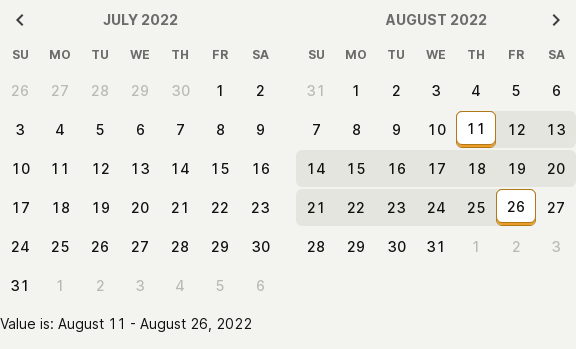 JULY 2022
SU MO TU WE TH FR SA
26 27 28 29 30 1 2
3 4 5 6 7 8 9
10 11 12 13 14 15 16
17 18 19 20 21 22 23
24 25 26 27 28 29 30
31 1 2 3 4 5 6
AUGUST 2022
SU MO TU WE TH FR SA
31 1 2 3 4 5 6
7 8 9 10 11 12 13
14 15 16 17 18 19 20
21 22 23 24 25 26 27
28 29 30 31 1 2 3
Value is: August 11 - August 26, 2022